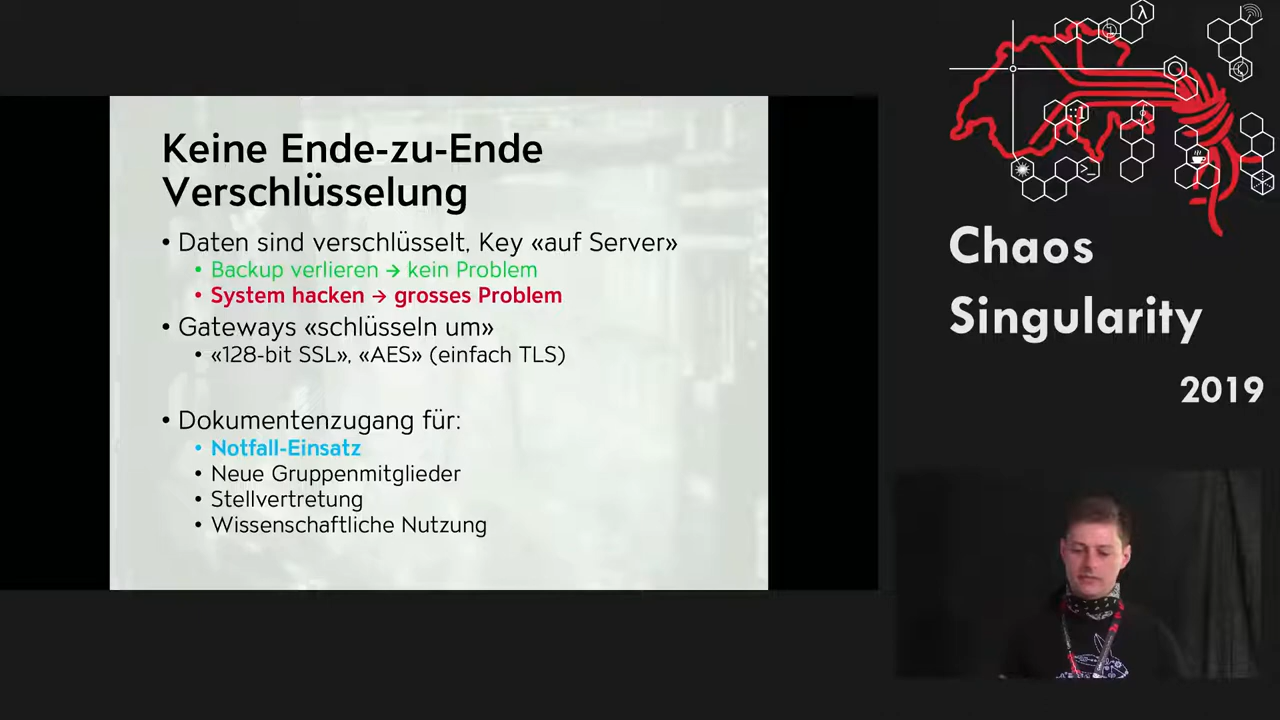 Keine Ende-zu-Ende
Verschlüsselung
• Daten sind verschlüsselt, Key «auf Server»
• Backup verlieren → kein Problem
• System hacken → grosses Problem
• Gateways «schlüsseln um»
• «128-bit SSL», «AES» (einfach TLS)
• Dokumentenzugang für:
• Notfall-Einsatz
• Neue Gruppenmitglieder
• Stellvertretung
• Wissenschaftliche Nutzung
Chaos
Singularity
2019